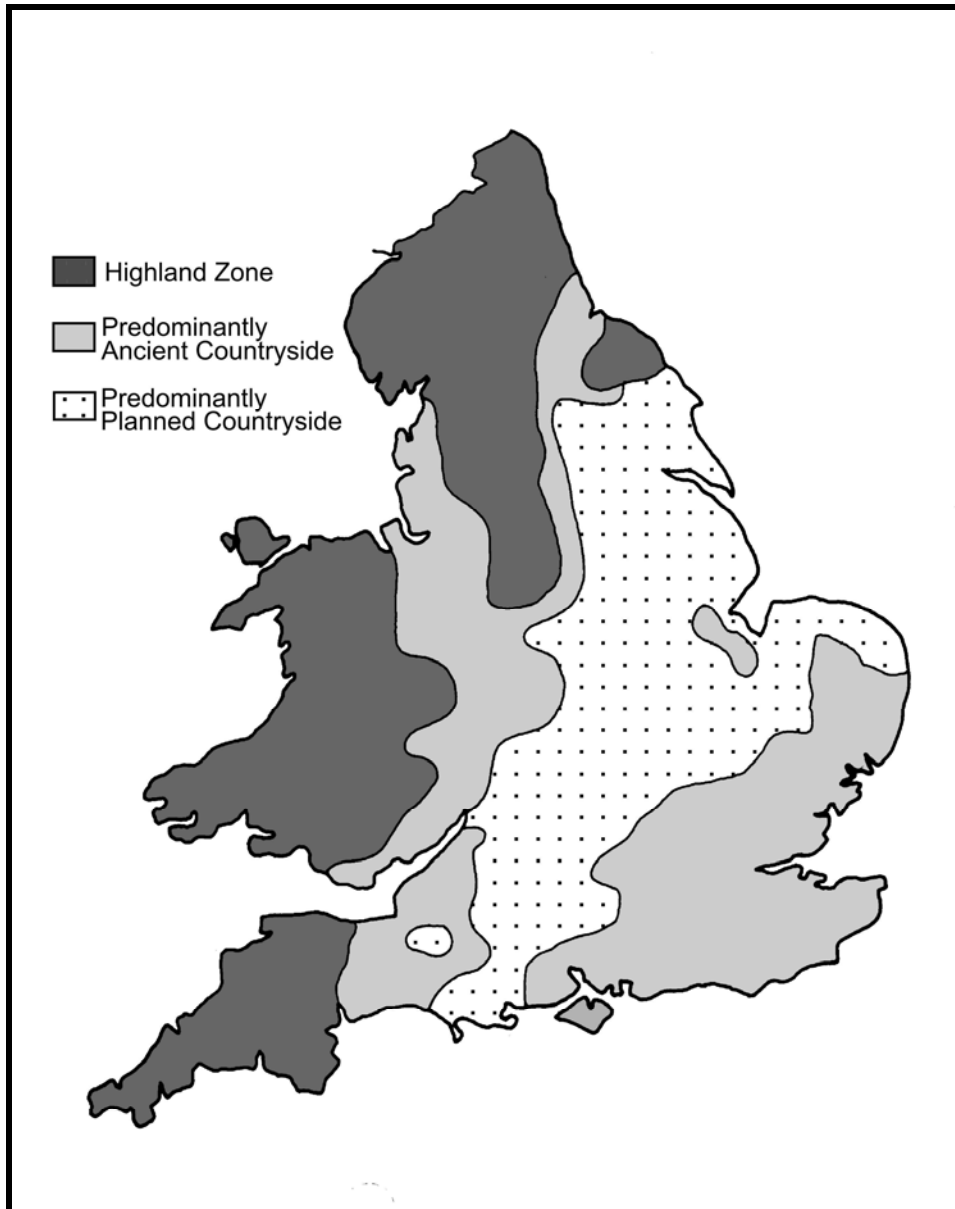 Highland Zone
Predominantly
Ancient Countryside
Predominantly
Planned Countryside